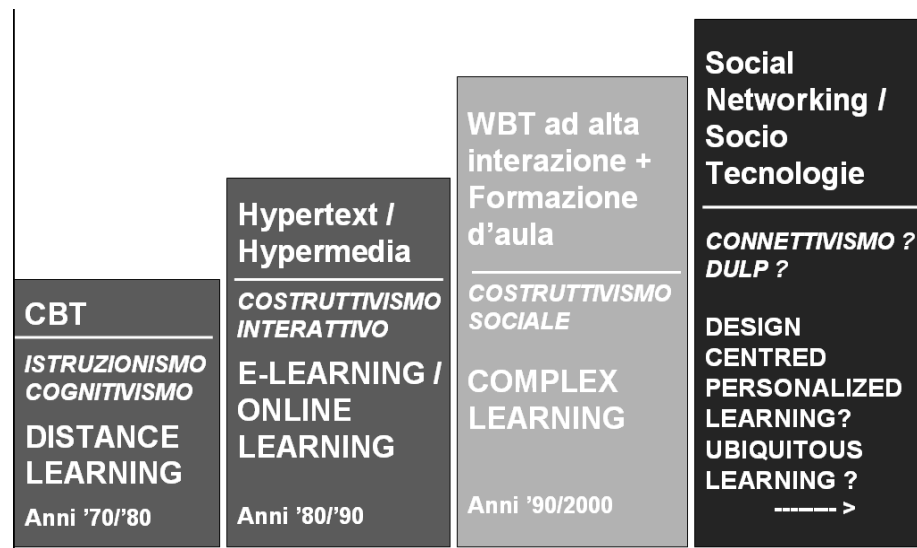 CBT
ISTRUZIONISMO
COGNITIVISMO
DISTANCE
LEARNING
Anni '70/'80
Hypertext /
Hypermedia
COSTRUTTIVISMO
INTERATTIVO
E-LEARNING /
ONLINE
LEARNING
Anni '80/'90
WBT ad alta
interazione +
Formazione
d'aula
COSTRUTTIVISMO
SOCIALE
COMPLEX
LEARNING
Anni '90/2000
Social
Networking /
Socio
Tecnologie
CONNETTIVISMO ?
DULP ?
DESIGN
CENTRED
PERSONALIZED
LEARNING?
UBIQUITOUS
LEARNING ?
-------- >